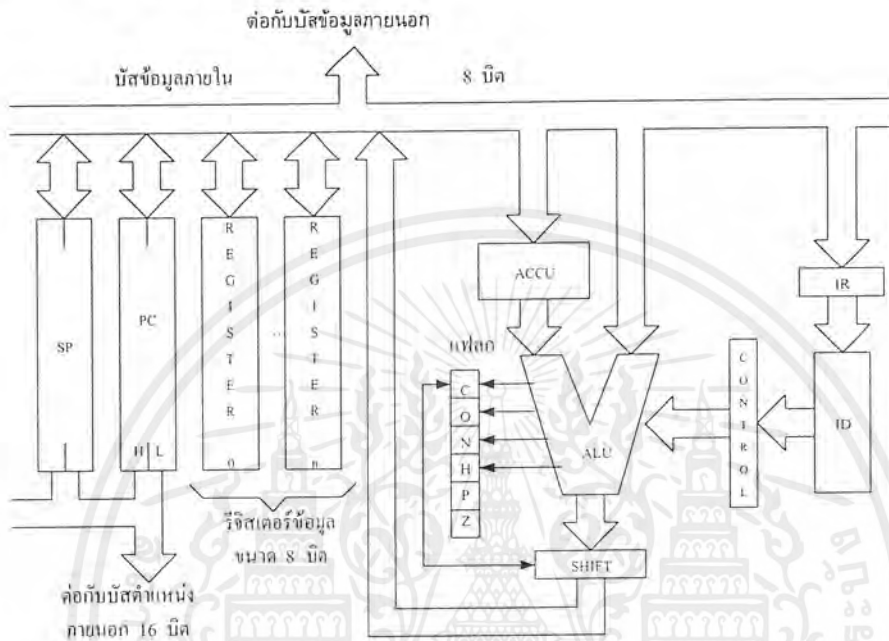 ต่อกับบัสข้อมูลภายนอก
บัสข้อมูลภายใน
8 บิต
SP
PC
H L
REGISTER 0
...
REGISTER n
ACCU
IR
แฟลก
C
O
N
H
P
Z
ALU
CONTROL
ID
SHIFT
รีจิสเตอร์ข้อมูล
ขนาด 8 บิต
ต่อกับบัสตำแหน่ง
ภายนอก 16 บิต